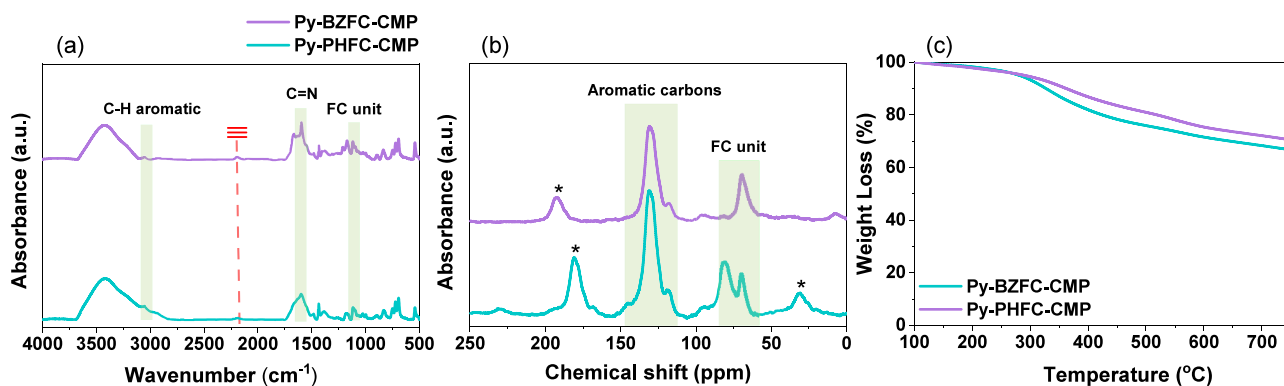 Py-BZFC-CMP
Py-PHFC-CMP
(a)
C-H aromatic
C=N
FC unit
Absorbance (a.u.)
4000 3500 3000 2500 2000 1500 1000 500
Wavenumber (cm⁻¹)
(b)
Aromatic carbons
FC unit
*
*
*
Absorbance (a.u.)
250 200 150 100 50 0
Chemical shift (ppm)
(c)
100
80
60
40
20
0
Weight Loss (%)
Py-BZFC-CMP
Py-PHFC-CMP
100 200 300 400 500 600 700
Temperature (°C)